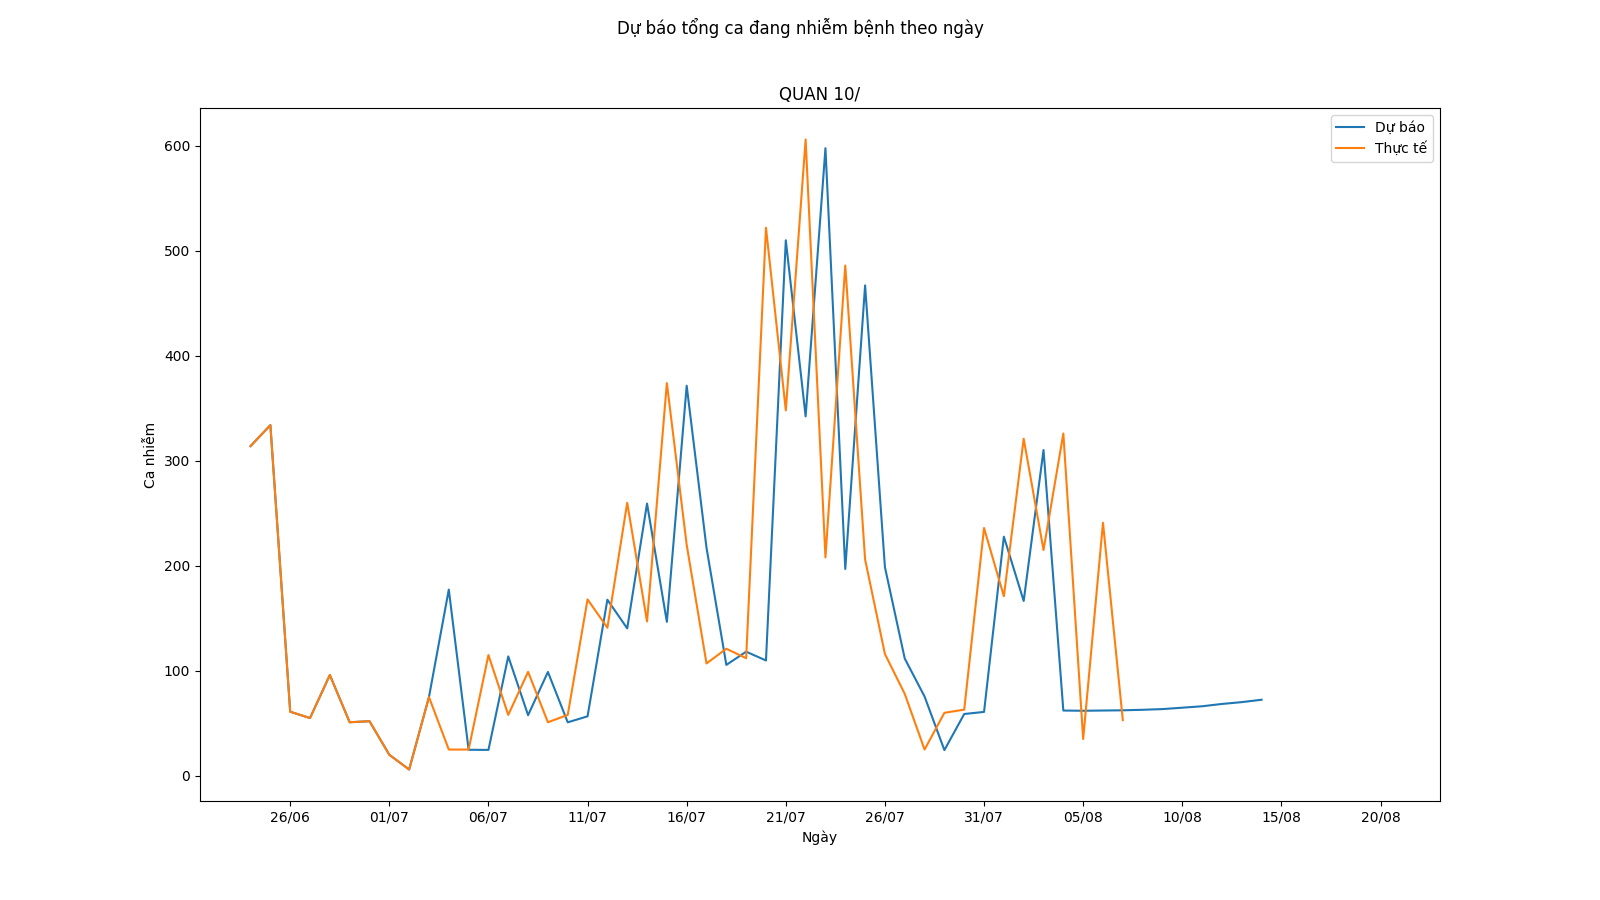 Dự báo tổng ca đang nhiễm bệnh theo ngày
QUAN 10/
Dự báo
Thực tế
Ca nhiễm
600
500
400
300
200
100
0
26/06 01/07 06/07 11/07 16/07 21/07 26/07 31/07 05/08 10/08 15/08 20/08
Ngày